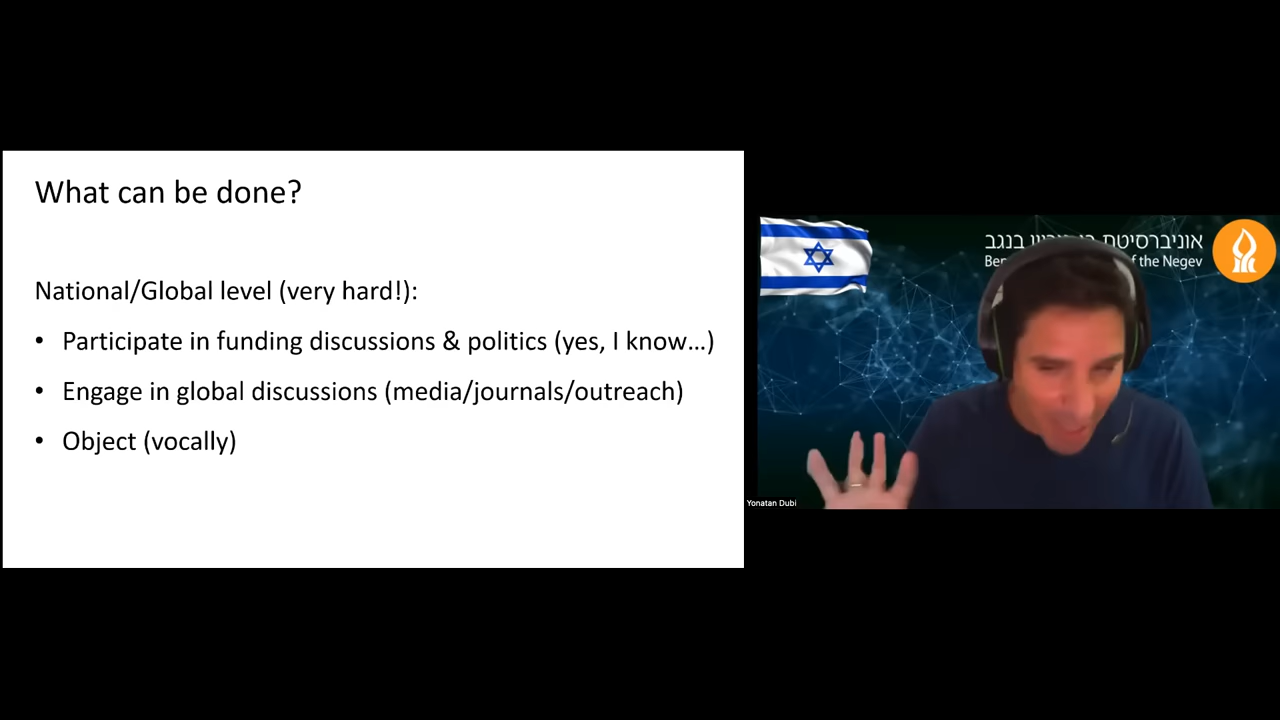 What can be done?
National/Global level (very hard!):
• Participate in funding discussions & politics (yes, I know…)
• Engage in global discussions (media/journals/outreach)
• Object (vocally)
אוניברסיטת בנגב
of the Negev
Yonatan Dubi